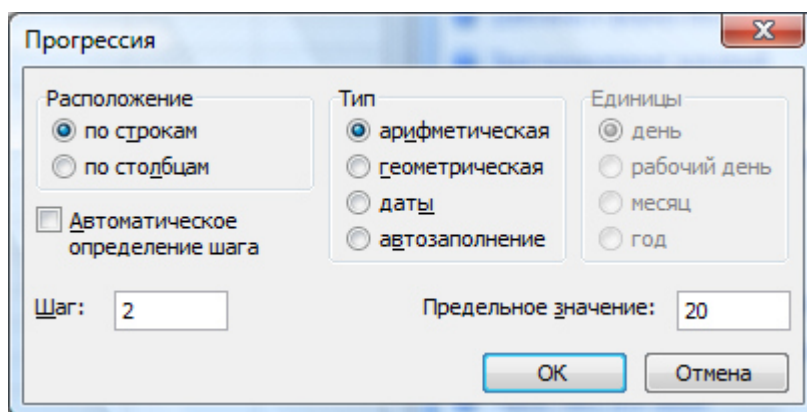 Прогрессия
Расположение
по строкам
по столбцам
Автоматическое
определение шага
Тип
арифметическая
геометрическая
даты
автозаполнение
Единицы
день
рабочий день
месяц
год
Шаг: 2
Предельное значение: 20
ОК
Отмена